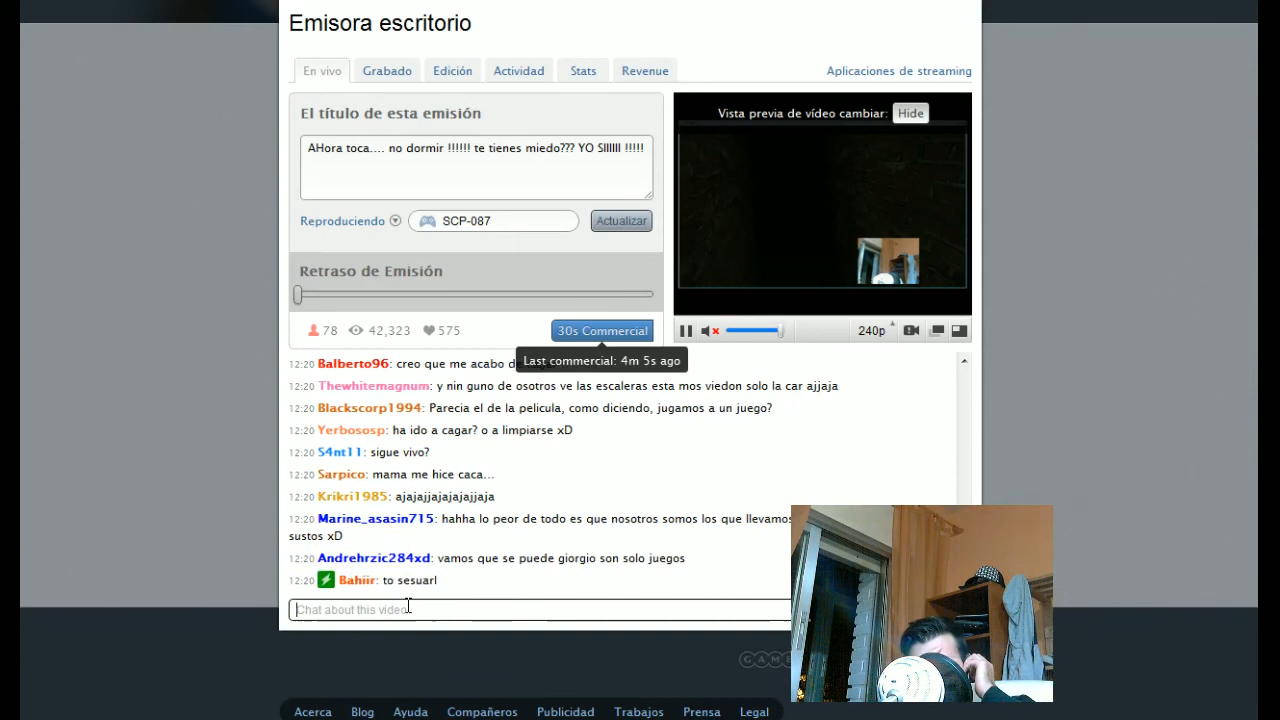 Emisora escritorio
En vivo Grabado Edición Actividad Stats Revenue Aplicaciones de streaming
El título de esta emisión
AHora toca.... no dormir !!!!!! te tienes miedo??? YO SIIIIII !!!!!
Reproduciendo SCP-087 Actualizar
Retraso de Emisión
78 42,323 575 30s Commercial
Last commercial: 4m 5s ago
Vista previa de vídeo cambiar: Hide
240p
12:20 Balberto96: creo que me acabo
12:20 Thewhitemagnum: y nin guno de osotros ve las escaleras esta mos viedon solo la car ajjaja
12:20 Blackscorp1994: Parecia el de la pelicula, como diciendo, jugamos a un juego?
12:20 Yerbososp: ha ido a cagar? o a limpiarse xD
12:20 S4nt11: sigue vivo?
12:20 Sarpico: mama me hice caca...
12:20 Krikri1985: ajajajjajajajajjaja
12:20 Marine_asasin715: hahha lo peor de todo es que nosotros somos los que llevamos
sustos xD
12:20 Andrehrzic284xd: vamos que se puede giorgio son solo juegos
12:20 Bahiir: to sesuarl
Chat about this video
GAME
Acerca Blog Ayuda Compañeros Publicidad Trabajos Prensa Legal